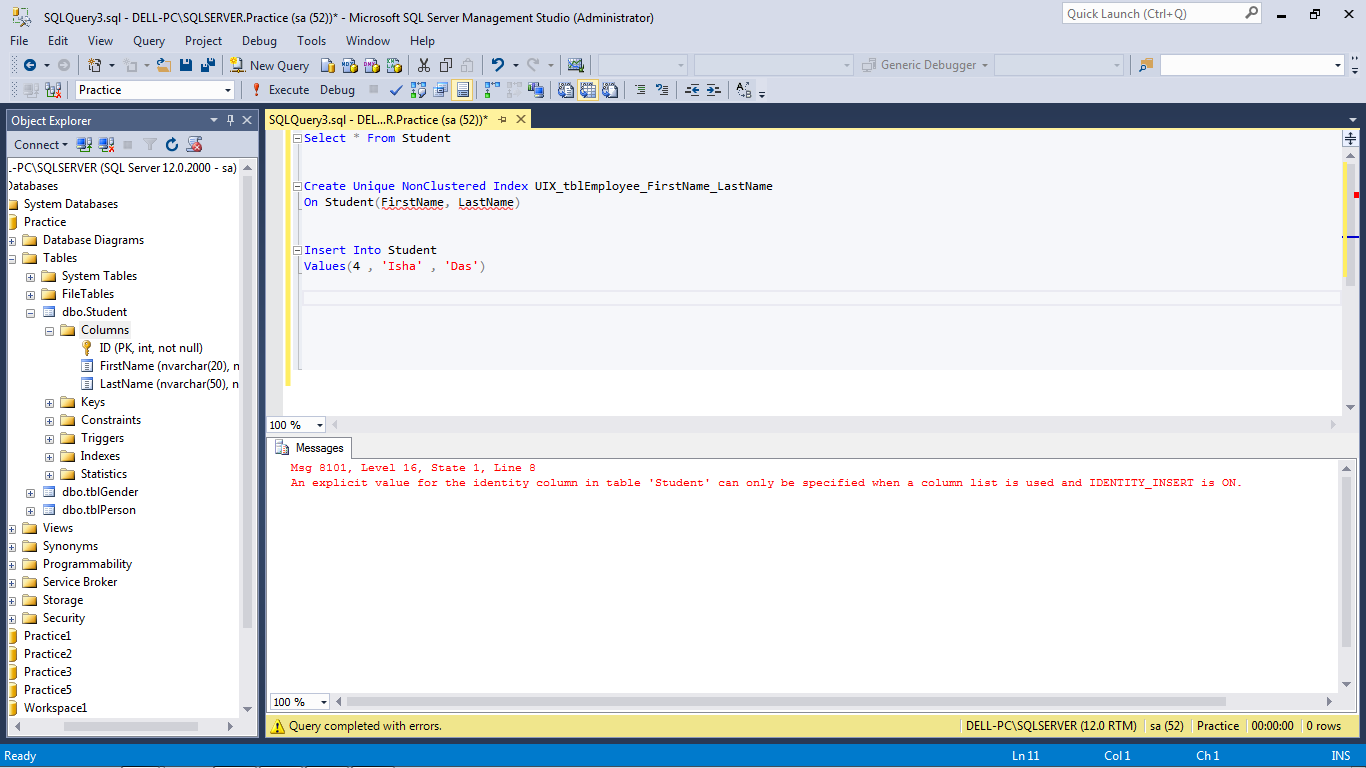 SQLQuery3.sql - DELL-PC\SQLSERVER.Practice (sa (52))* - Microsoft SQL Server Management Studio (Administrator)
Quick Launch (Ctrl+Q)
File Edit View Query Project Debug Tools Window Help
New Query
Generic Debugger
Practice
Execute Debug
Object Explorer
Connect
.-PC\SQLSERVER (SQL Server 12.0.2000 - sa)
Databases
System Databases
Practice
Database Diagrams
Tables
System Tables
FileTables
dbo.Student
Columns
ID (PK, int, not null)
FirstName (nvarchar(20), n
LastName (nvarchar(50), n
Keys
Constraints
Triggers
Indexes
Statistics
dbo.tblGender
dbo.tblPerson
Views
Synonyms
Programmability
Service Broker
Storage
Security
Practice1
Practice2
Practice3
Practice5
Workspace1
SQLQuery3.sql - DEL...R.Practice (sa (52))*
Select * From Student
Create Unique NonClustered Index UIX_tblEmployee_FirstName_LastName
On Student(FirstName, LastName)
Insert Into Student
Values(4 , 'Isha' , 'Das')
100 %
Messages
Msg 8101, Level 16, State 1, Line 8
An explicit value for the identity column in table 'Student' can only be specified when a column list is used and IDENTITY_INSERT is ON.
100 %
Query completed with errors.
DELL-PC\SQLSERVER (12.0 RTM) sa (52) Practice 00:00:00 0 rows
Ready
Ln 11 Col 1 Ch 1 INS